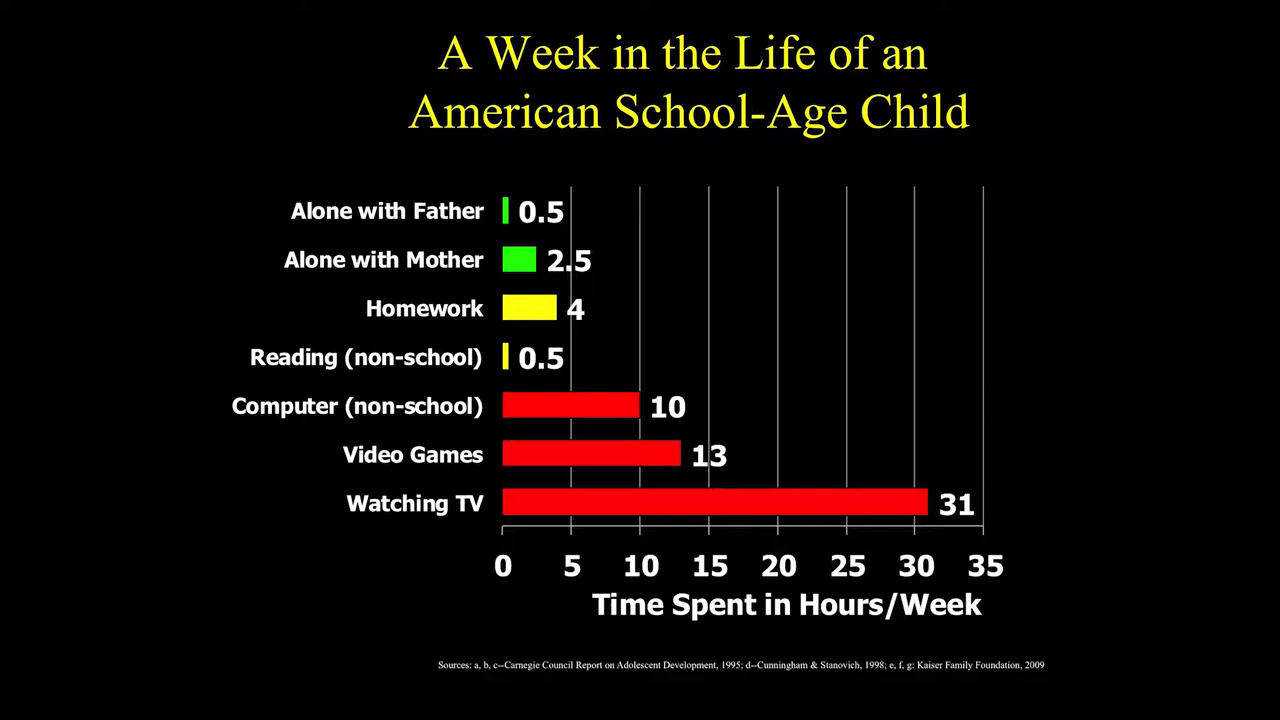 A Week in the Life of an
American School-Age Child
Alone with Father 0.5
Alone with Mother 2.5
Homework 4
Reading (non-school) 0.5
Computer (non-school) 10
Video Games 13
Watching TV 31
0 5 10 15 20 25 30 35
Time Spent in Hours/Week
Sources: a, b, c--Carnegie Council Report on Adolescent Development, 1995; d--Cunningham & Stanovich, 1998; e, f, g: Kaiser Family Foundation, 2009